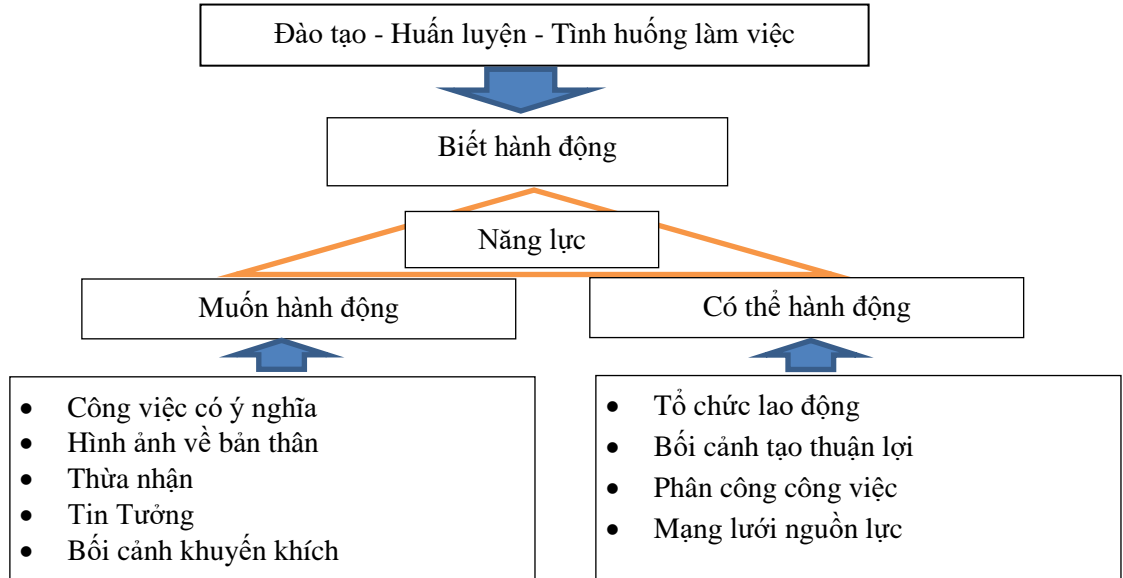 Đào tạo - Huấn luyện - Tình huống làm việc
Biết hành động
Năng lực
Muốn hành động
Có thể hành động
• Công việc có ý nghĩa
• Hình ảnh về bản thân
• Thừa nhận
• Tin Tưởng
• Bối cảnh khuyến khích
• Tổ chức lao động
• Bối cảnh tạo thuận lợi
• Phân công công việc
• Mạng lưới nguồn lực